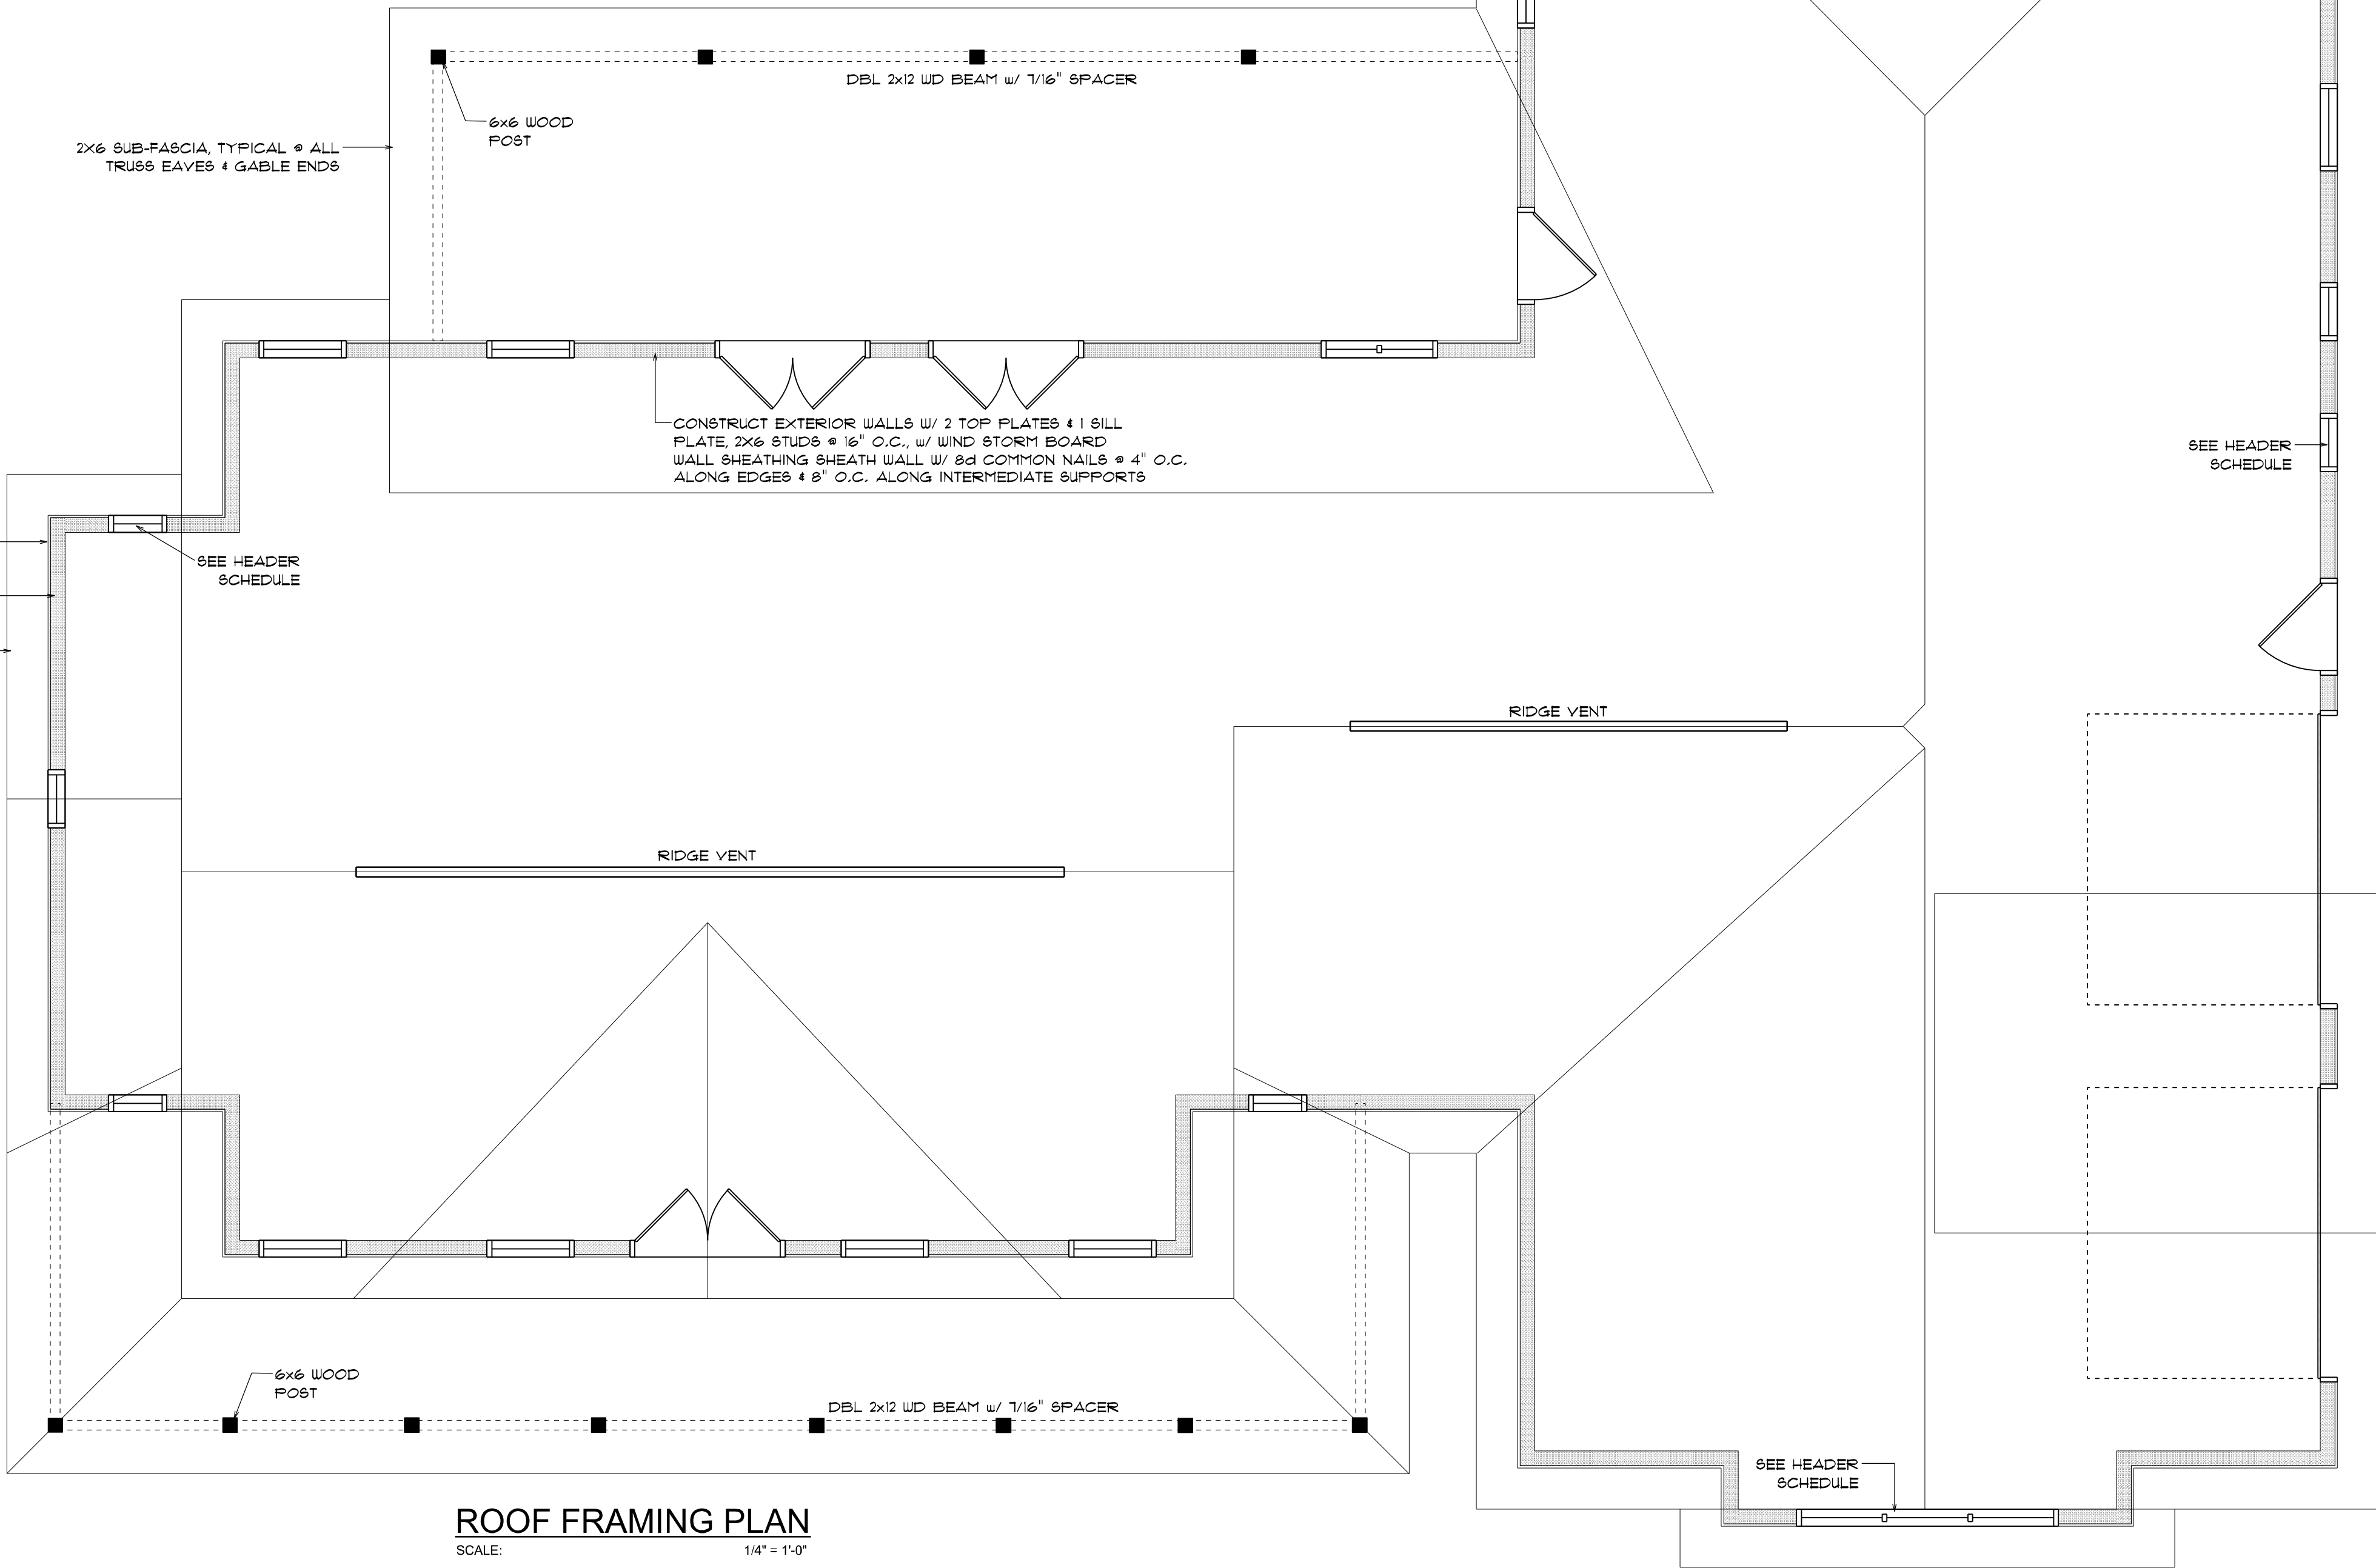 DBL 2x12 WD BEAM w/ 7/16" SPACER
6x6 WOOD
POST
2X6 SUB-FASCIA, TYPICAL @ ALL
TRUSS EAVES & GABLE ENDS
CONSTRUCT EXTERIOR WALLS W/ 2 TOP PLATES & 1 SILL
PLATE, 2X6 STUDS @ 16" O.C., w/ WIND STORM BOARD
WALL SHEATHING SHEATH WALL W/ 8d COMMON NAILS @ 4" O.C.
ALONG EDGES & 8" O.C. ALONG INTERMEDIATE SUPPORTS
SEE HEADER
SCHEDULE
SEE HEADER
SCHEDULE
RIDGE VENT
RIDGE VENT
6x6 WOOD
POST
DBL 2x12 WD BEAM w/ 7/16" SPACER
SEE HEADER
SCHEDULE
ROOF FRAMING PLAN
SCALE: 1/4" = 1'-0"